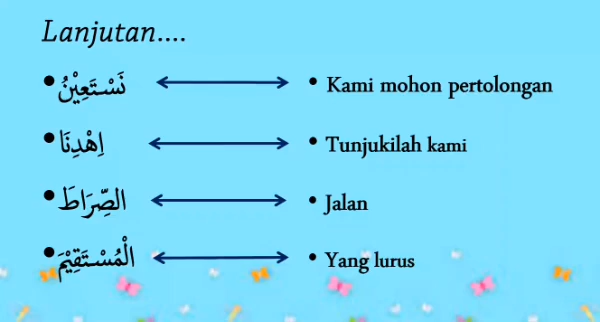 Lanjutan....
• نَسْتَعِيْنُ • Kami mohon pertolongan
• اِهْدِنَا • Tunjukilah kami
• الصِّرَاطَ • Jalan
• الْمُسْتَقِيْمَ • Yang lurus